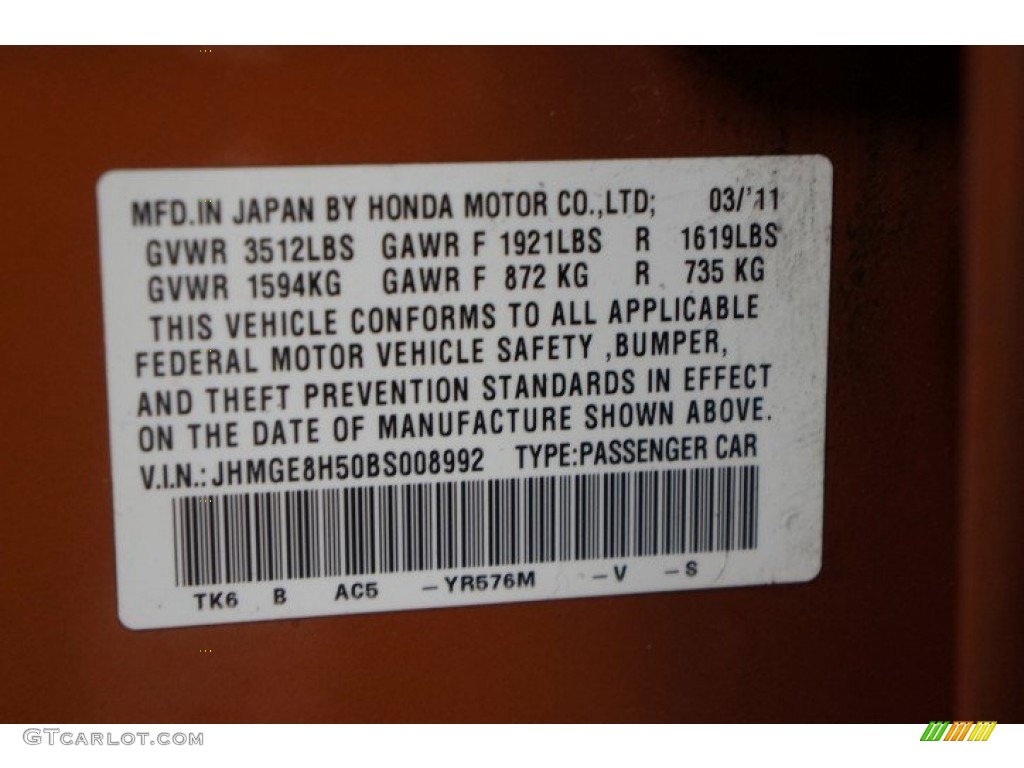 MFD.IN JAPAN BY HONDA MOTOR CO.,LTD; 03/'11
GVWR 3512LBS GAWR F 1921LBS R 1619LBS
GVWR 1594KG GAWR F 872 KG R 735 KG
THIS VEHICLE CONFORMS TO ALL APPLICABLE
FEDERAL MOTOR VEHICLE SAFETY ,BUMPER,
AND THEFT PREVENTION STANDARDS IN EFFECT
ON THE DATE OF MANUFACTURE SHOWN ABOVE.
V.I.N.: JHMGE8H50BS008992 TYPE:PASSENGER CAR
TK6 B AC5 -YR576M -V -S
GTCARLOT.COM